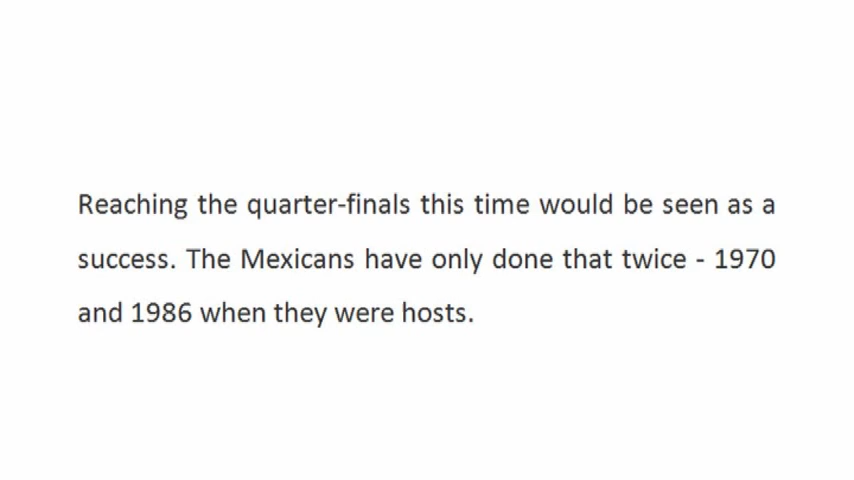 Reaching the quarter-finals this time would be seen as a
success. The Mexicans have only done that twice - 1970
and 1986 when they were hosts.